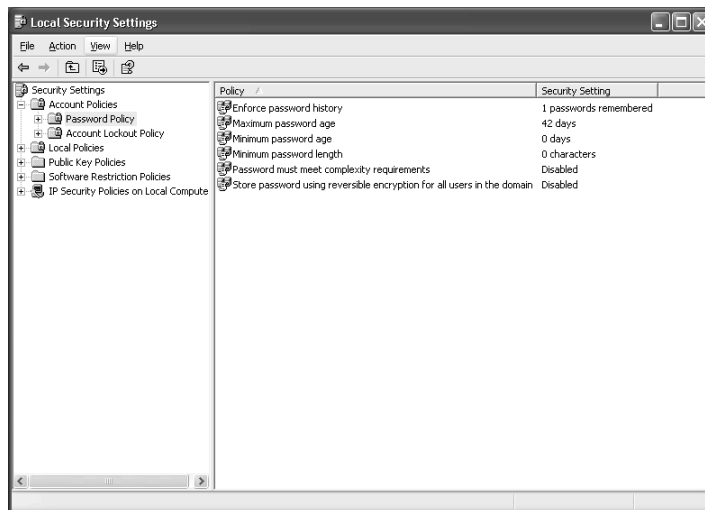 Local Security Settings
File Action View Help
Security Settings
Account Policies
Password Policy
Account Lockout Policy
Local Policies
Public Key Policies
Software Restriction Policies
IP Security Policies on Local Compute
Policy Security Setting
Enforce password history 1 passwords remembered
Maximum password age 42 days
Minimum password age 0 days
Minimum password length 0 characters
Password must meet complexity requirements Disabled
Store password using reversible encryption for all users in the domain Disabled